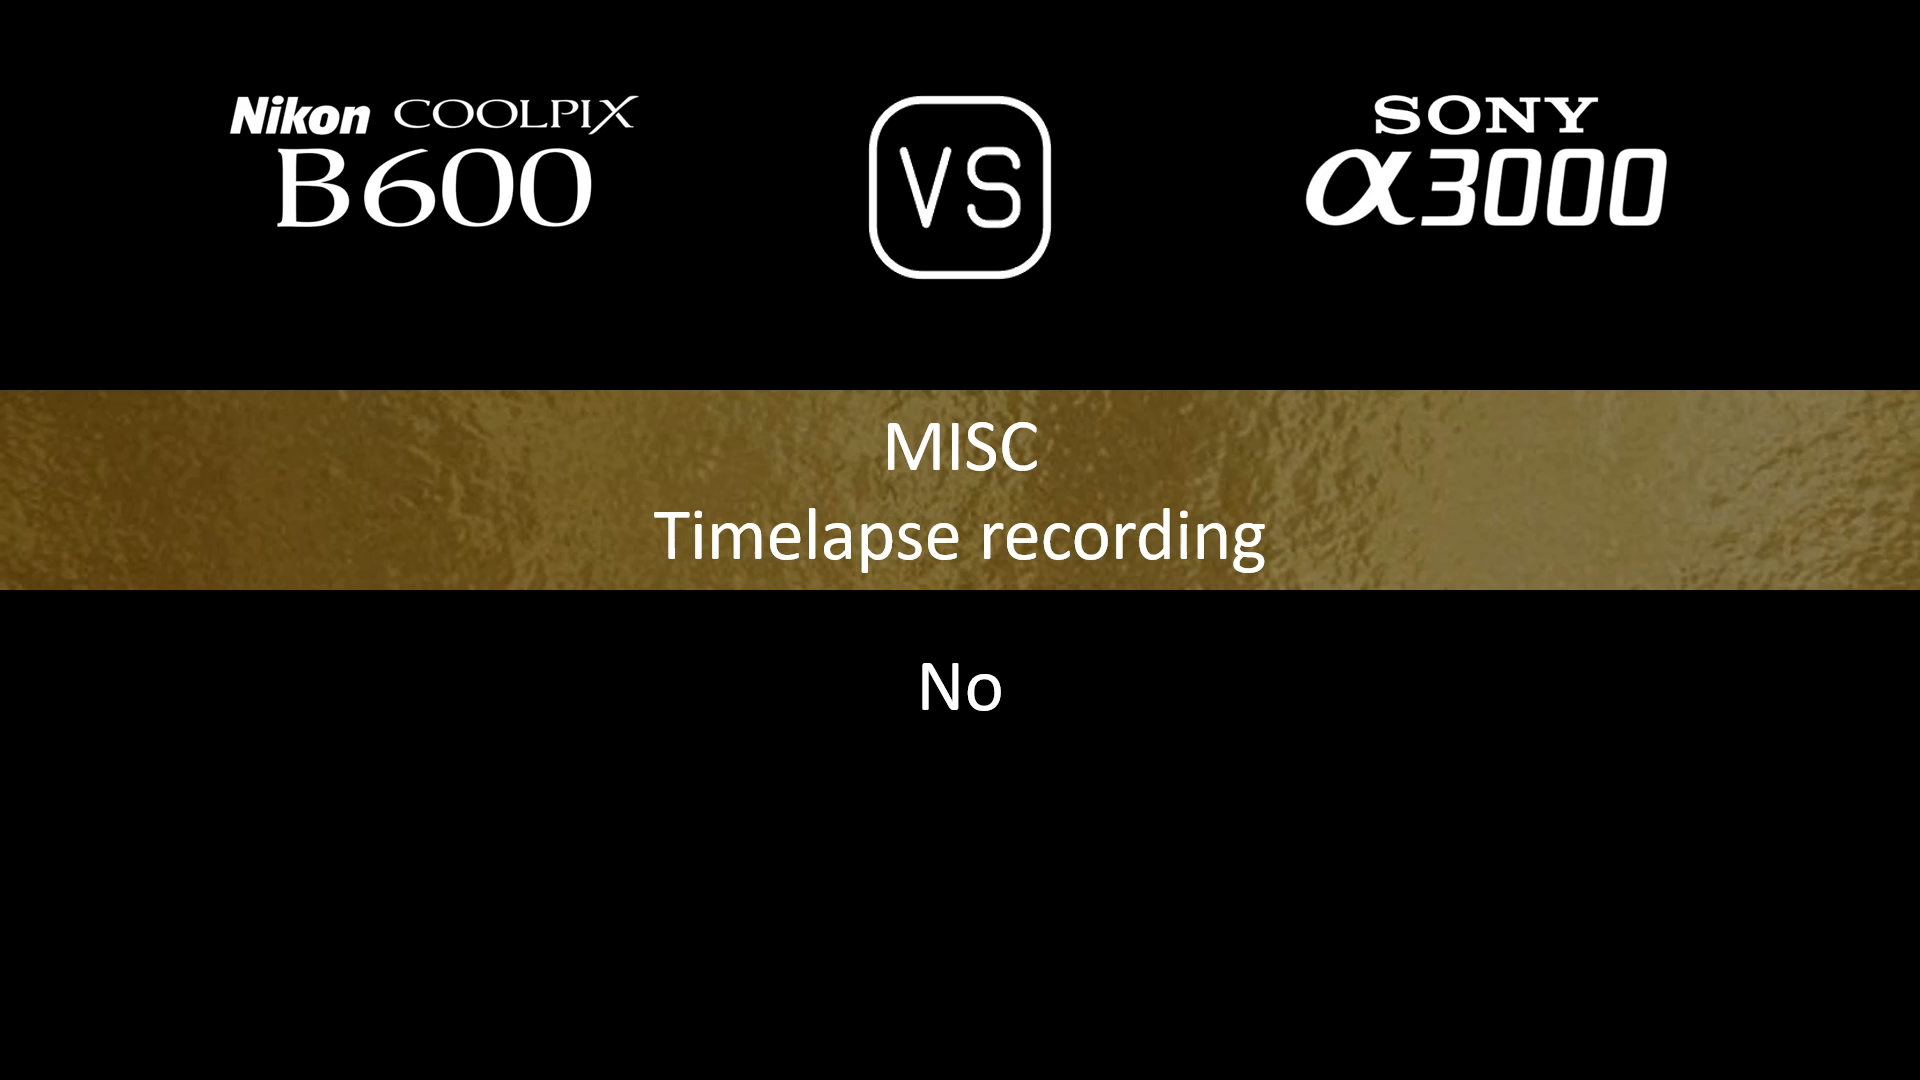 Nikon COOLPIX
B600
VS
SONY
α3000
MISC
Timelapse recording
No